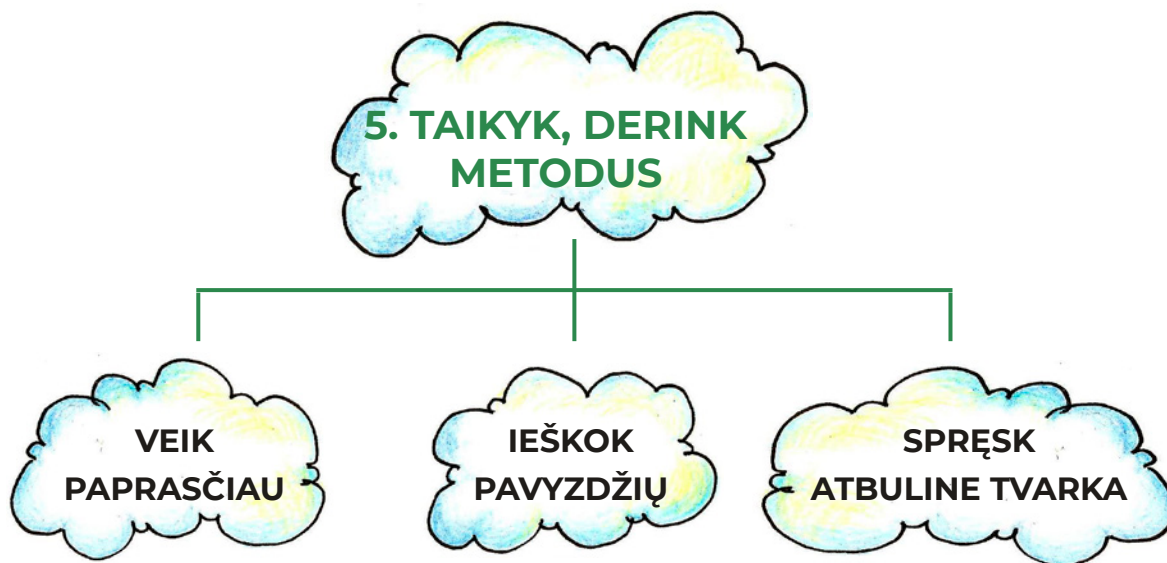 5. TAIKYK, DERINK
METODUS
VEIK
PAPRASČIAU
IEŠKOK
PAVYZDŽIŲ
SPRĘSK
ATBULINE TVARKA